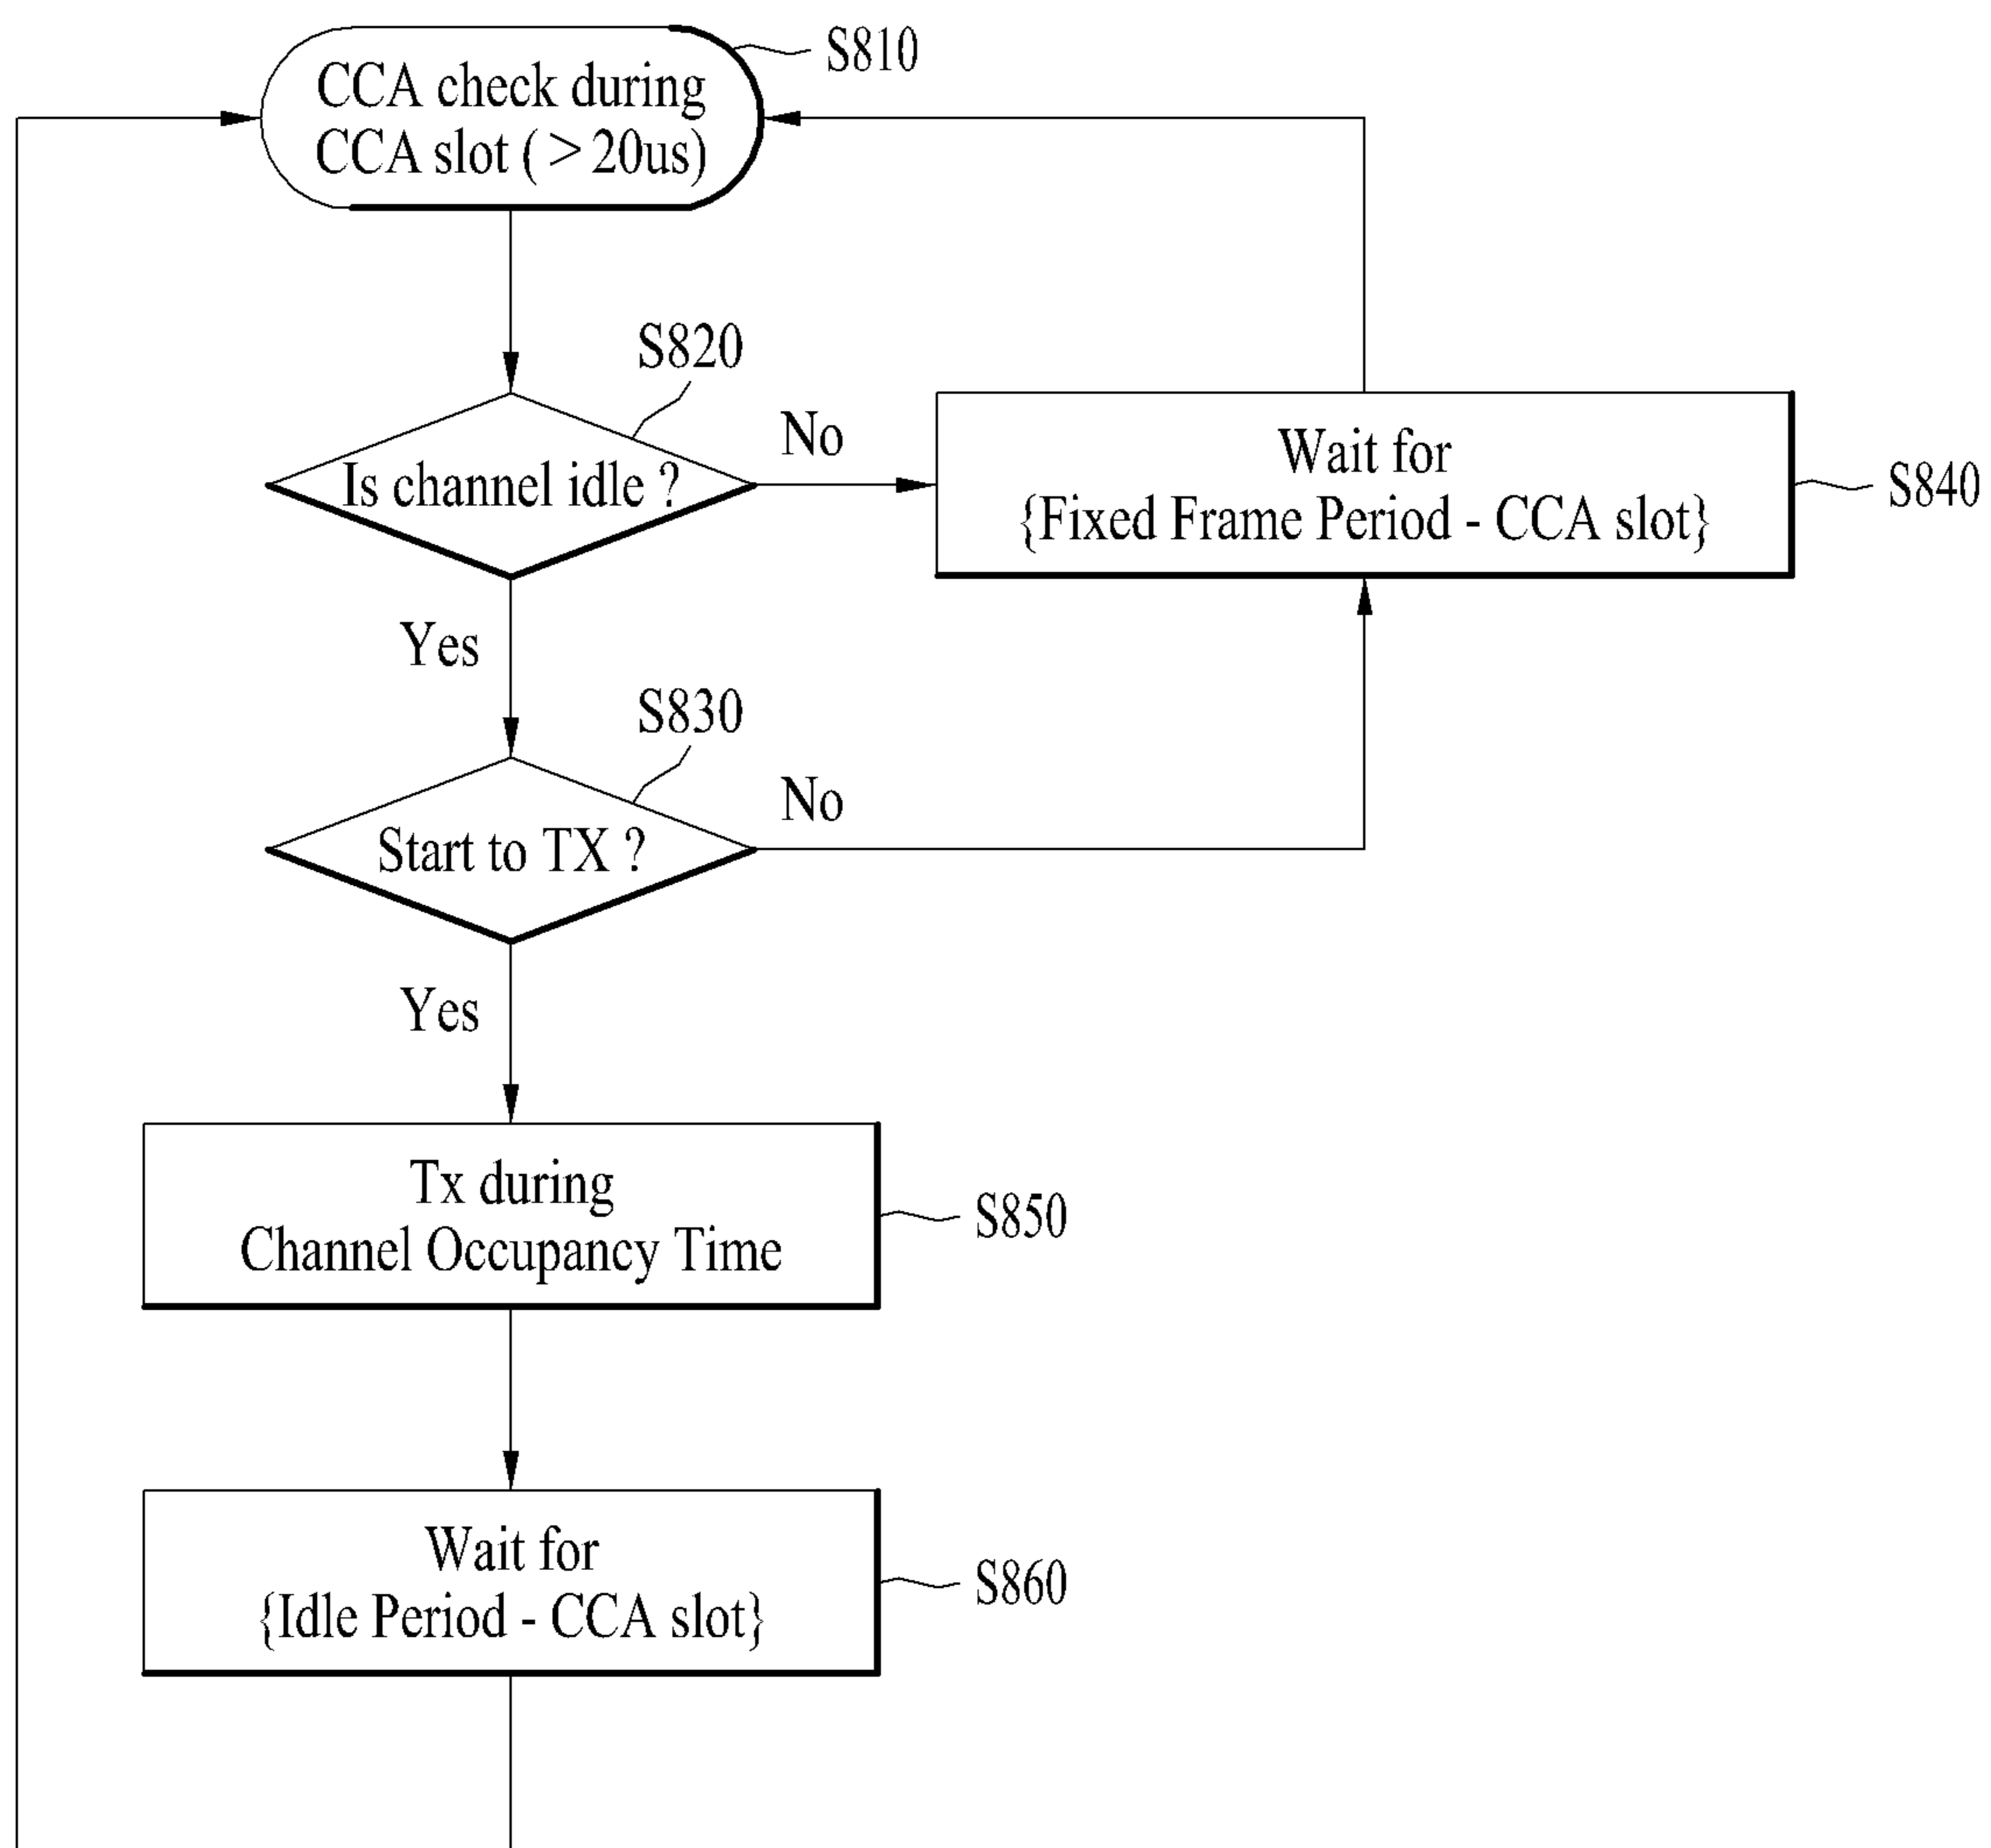 S810
CCA check during
CCA slot ( > 20us)
S820
Is channel idle ?
No
Wait for
{Fixed Frame Period - CCA slot}
S840
Yes
S830
Start to TX ?
No
Yes
Tx during
Channel Occupancy Time
S850
Wait for
{Idle Period - CCA slot}
S860